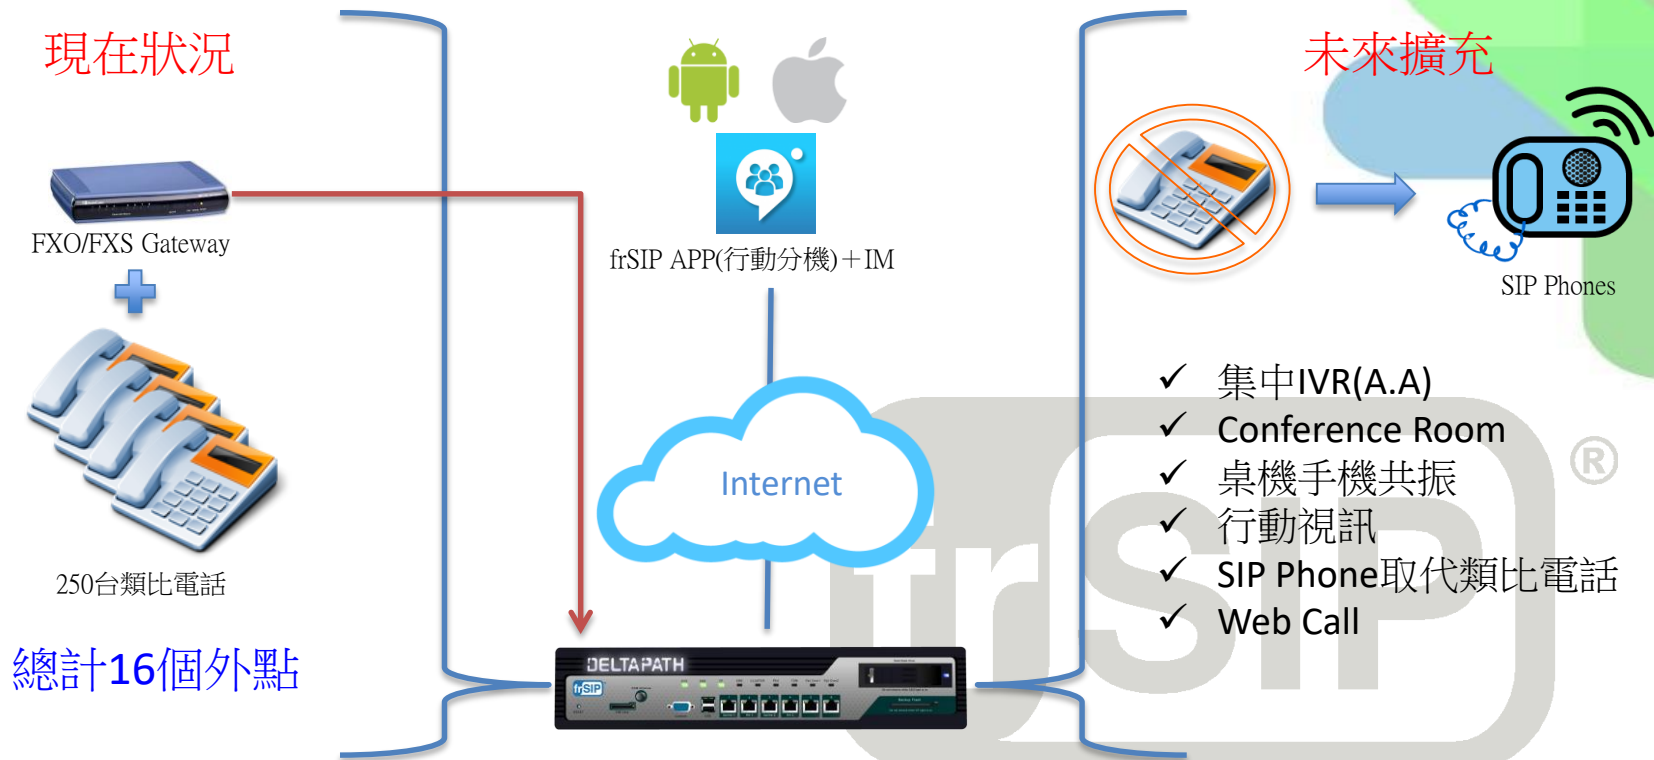 現在狀況
FXO/FXS Gateway
250台類比電話
總計16個外點
frSIP APP(行動分機)+IM
Internet
DELTAPATH
frSIP
未來擴充
SIP Phones
集中IVR(A.A)
Conference Room
桌機手機共振
行動視訊
SIP Phone取代類比電話
Web Call
frSIP®